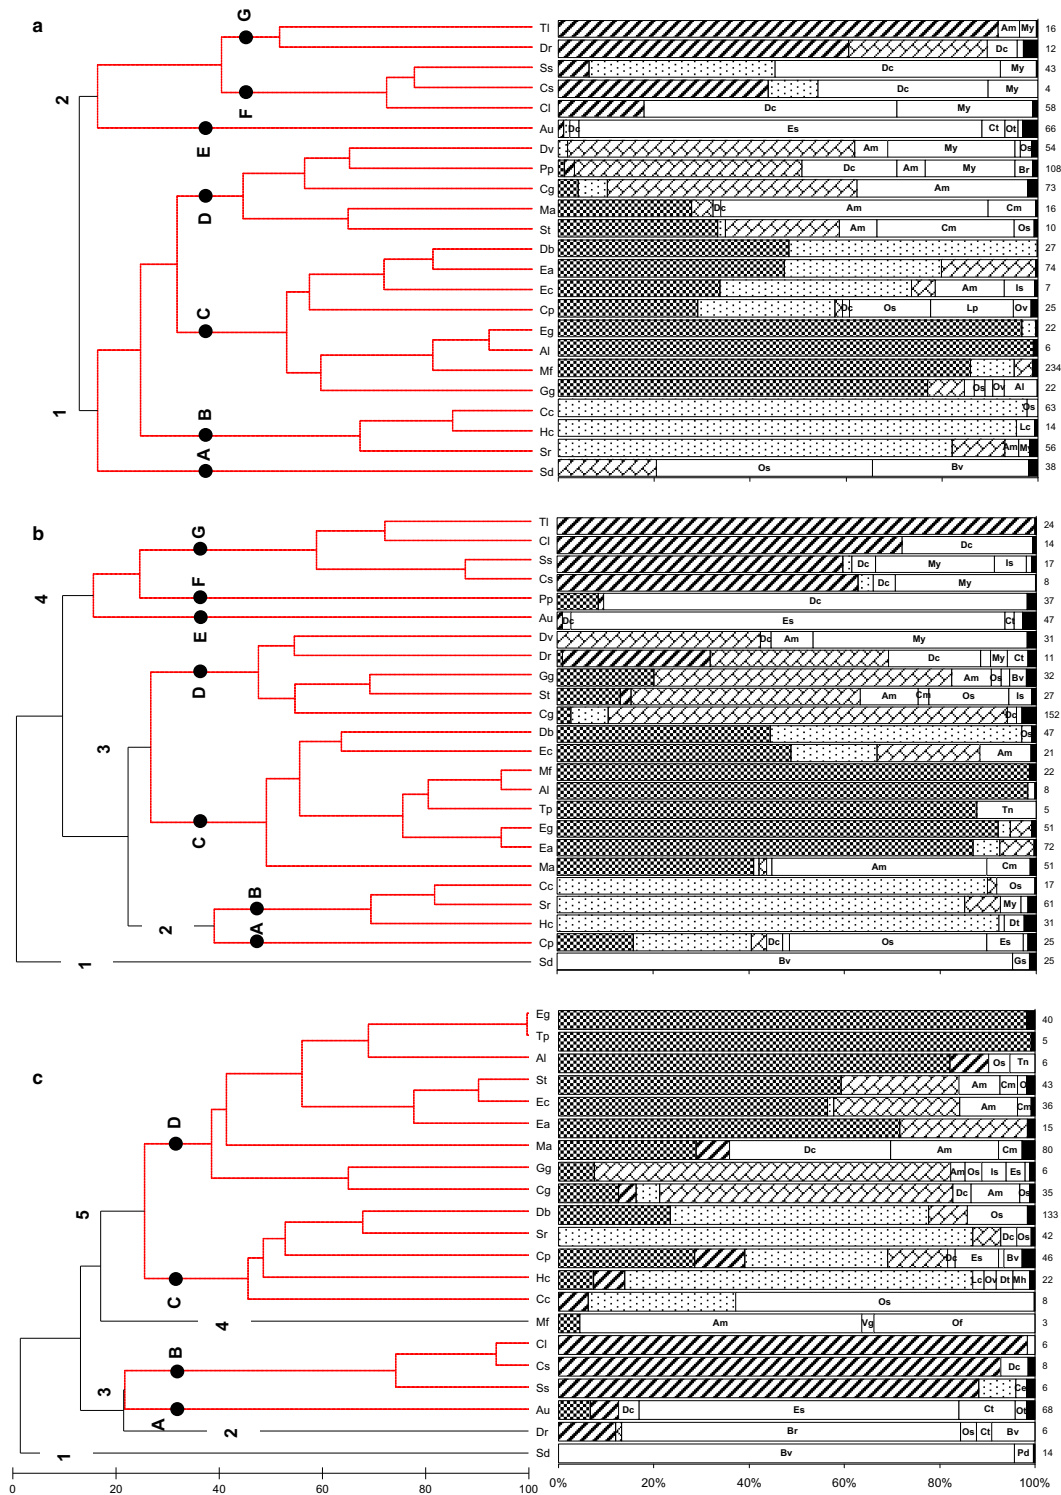 a
G
Tl Am My 16
Dr Dc 12
Ss Dc My 43
2
Cs Dc My 4
F
Cl Dc My 58
Au Dc Es Ct Ot 66
E
Dv Am My Os 54
Pp Dc Am My Br 108
Cg Am 73
D
Ma Dc Am Cm 16
St Am Cm Os 10
Db 27
Ea 74
Ec Am Is 7
C
Cp Dc Os Lp Ov 25
Eg 22
Al 6
Mf 234
Gg Os Ov Al 22
1
B
Cc Os 63
Hc Lc 14
A
Sr Am M 56
Sd Os Bv 38
b
Tl 24
G
Cl Dc 14
Ss Dc My Is 17
F
Cs Dc My 8
4
Pp Dc 37
Au Dc Es Ct 47
E
Dv Dc Am My 31
Dr Dc My Ct 11
D
Gg Am Os Bv 32
St Am Cm Os Is 27
Cg Dc 152
3
Db Os 47
Ec Am 21
Mf 22
Al 8
Tp Tn 5
C
Eg 51
Ea 72
Ma Am Cm 51
B
Cc Os 17
Sr My 61
2
A
Hc Dt 31
Cp Dc Os Es 25
1
Sd Bv Gs 25
c
Eg 40
Tp 5
Al Os Tn 6
St Am Cm O 43
Ec Am Cm 36
D
Ea 15
Ma Dc Am Cm 80
Gg Am Os Is Es 6
Cg Dc Am Os 35
5
Db Os 133
Sr Dc Os 42
Cp Dc Es Bv 46
C
Hc Lc Ov Dt Mh 22
Cc Os 8
4
Mf Am Vg Of 3
Cl 6
B
Cs Dc 8
3
Ss Ce 6
A
Au Dc Es Ct Ot 68
2
Dr Br Os Ct Bv 6
1
Sd Bv Pd 14
0 20 40 60 80 100
0% 20% 40% 60% 80% 100%